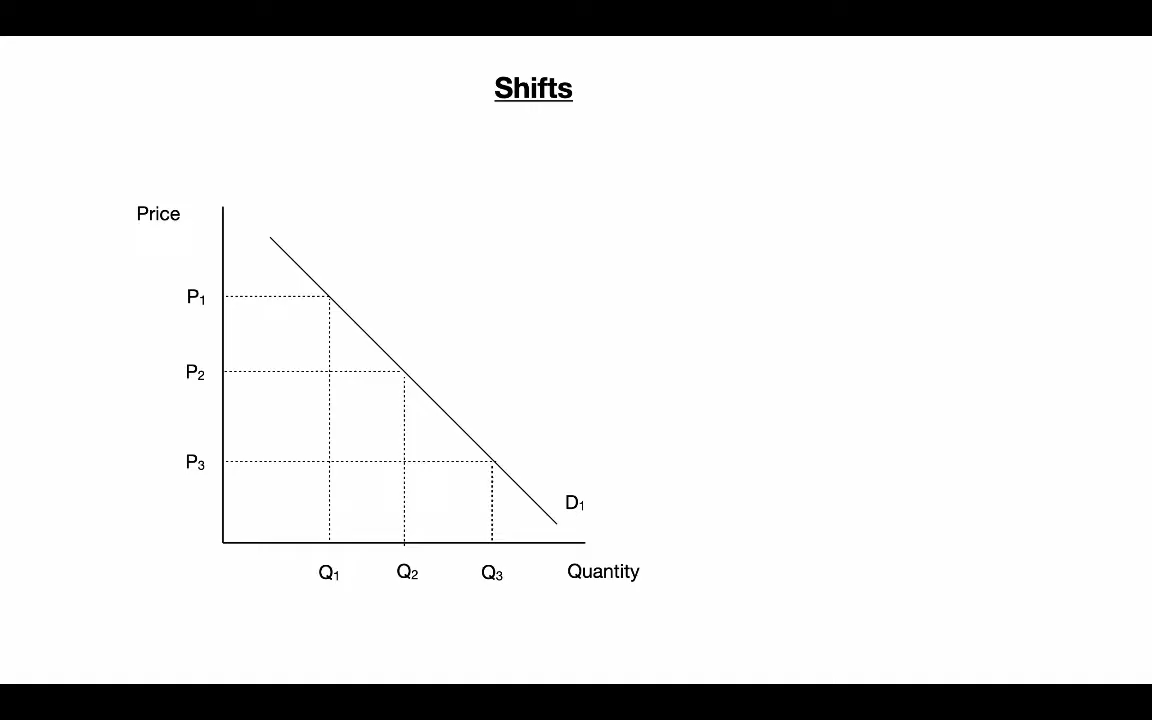 Shifts
Price
P₁
P₂
P₃
D₁
Q₁ Q₂ Q₃ Quantity